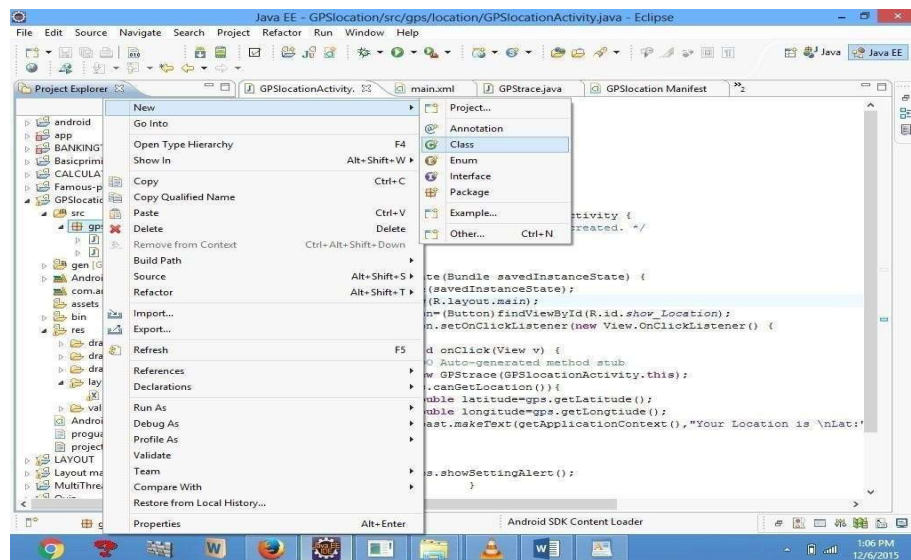 Java EE - GPSlocation/src/gps/location/GPSlocationActivity.java - Eclipse
File Edit Source Navigate Search Project Refactor Run Window Help
Java Java EE
Project Explorer GPSlocationActivity. main.xml GPStrace.java GPSlocation Manifest 2
android
app
BANKING
Basicprimi
CALCULA
Famous-p
GPSlocatic
src
gp
gen [G
Androi
com.a
assets
bin
res
dra
dra
dra
lay
val
Androi
progua
project
LAYOUT
Layout ma
MultiThre
New
Go Into
Open Type Hierarchy F4
Show In Alt+Shift+W
Copy Ctrl+C
Copy Qualified Name
Paste Ctrl+V
Delete Delete
Remove from Context Ctrl+Alt+Shift+Down
Build Path
Source Alt+Shift+S
Refactor Alt+Shift+T
Import...
Export...
Refresh F5
References
Declarations
Run As
Debug As
Profile As
Validate
Team
Compare With
Restore from Local History...
Properties Alt+Enter
Project...
Annotation
Class
Enum
Interface
Package
Example...
Other... Ctrl+N
tivity {
reated. */
te(Bundle savedInstanceState) {
(savedInstanceState);
(R.layout.main);
n=(Button)findViewById(R.id.show_Location);
n.setOnClickListener(new View.OnClickListener() {
d onClick(View v) {
O Auto-generated method stub
w GPStrace(GPSlocationActivity.this);
.canGetLocation()){
uble latitude=gps.getLatitude();
uble longitude=gps.getLongtiude();
ast.makeText(getApplicationContext(),"Your Location is \nLat:"
s.showSettingAlert();
}
Android SDK Content Loader
1:06 PM
12/6/2015